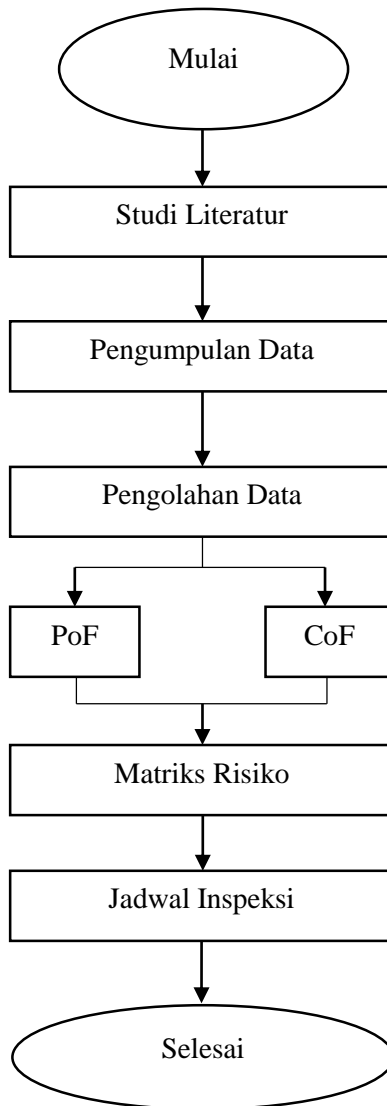 Mulai
Studi Literatur
Pengumpulan Data
Pengolahan Data
PoF
CoF
Matriks Risiko
Jadwal Inspeksi
Selesai